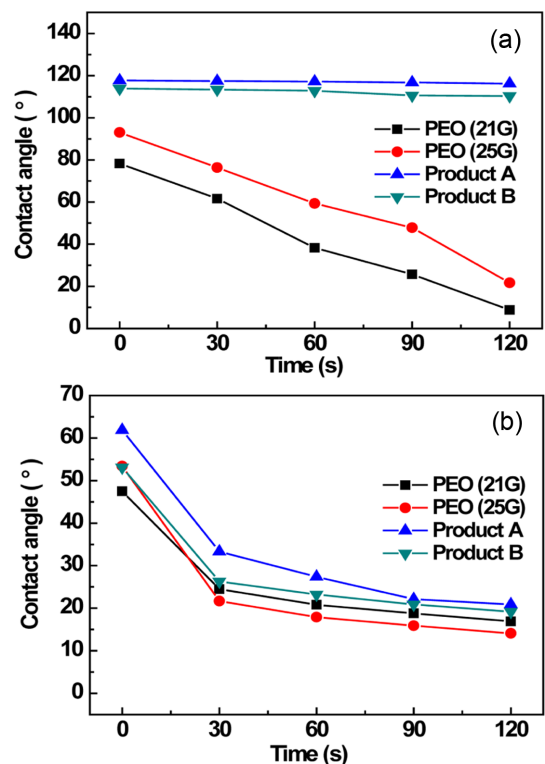 (a)
140
120
100
80
60
40
20
0
Contact angle ( ° )
PEO (21G)
PEO (25G)
Product A
Product B
0 30 60 90 120
Time (s)
(b)
70
60
50
40
30
20
10
0
Contact angle ( ° )
PEO (21G)
PEO (25G)
Product A
Product B
0 30 60 90 120
Time (s)